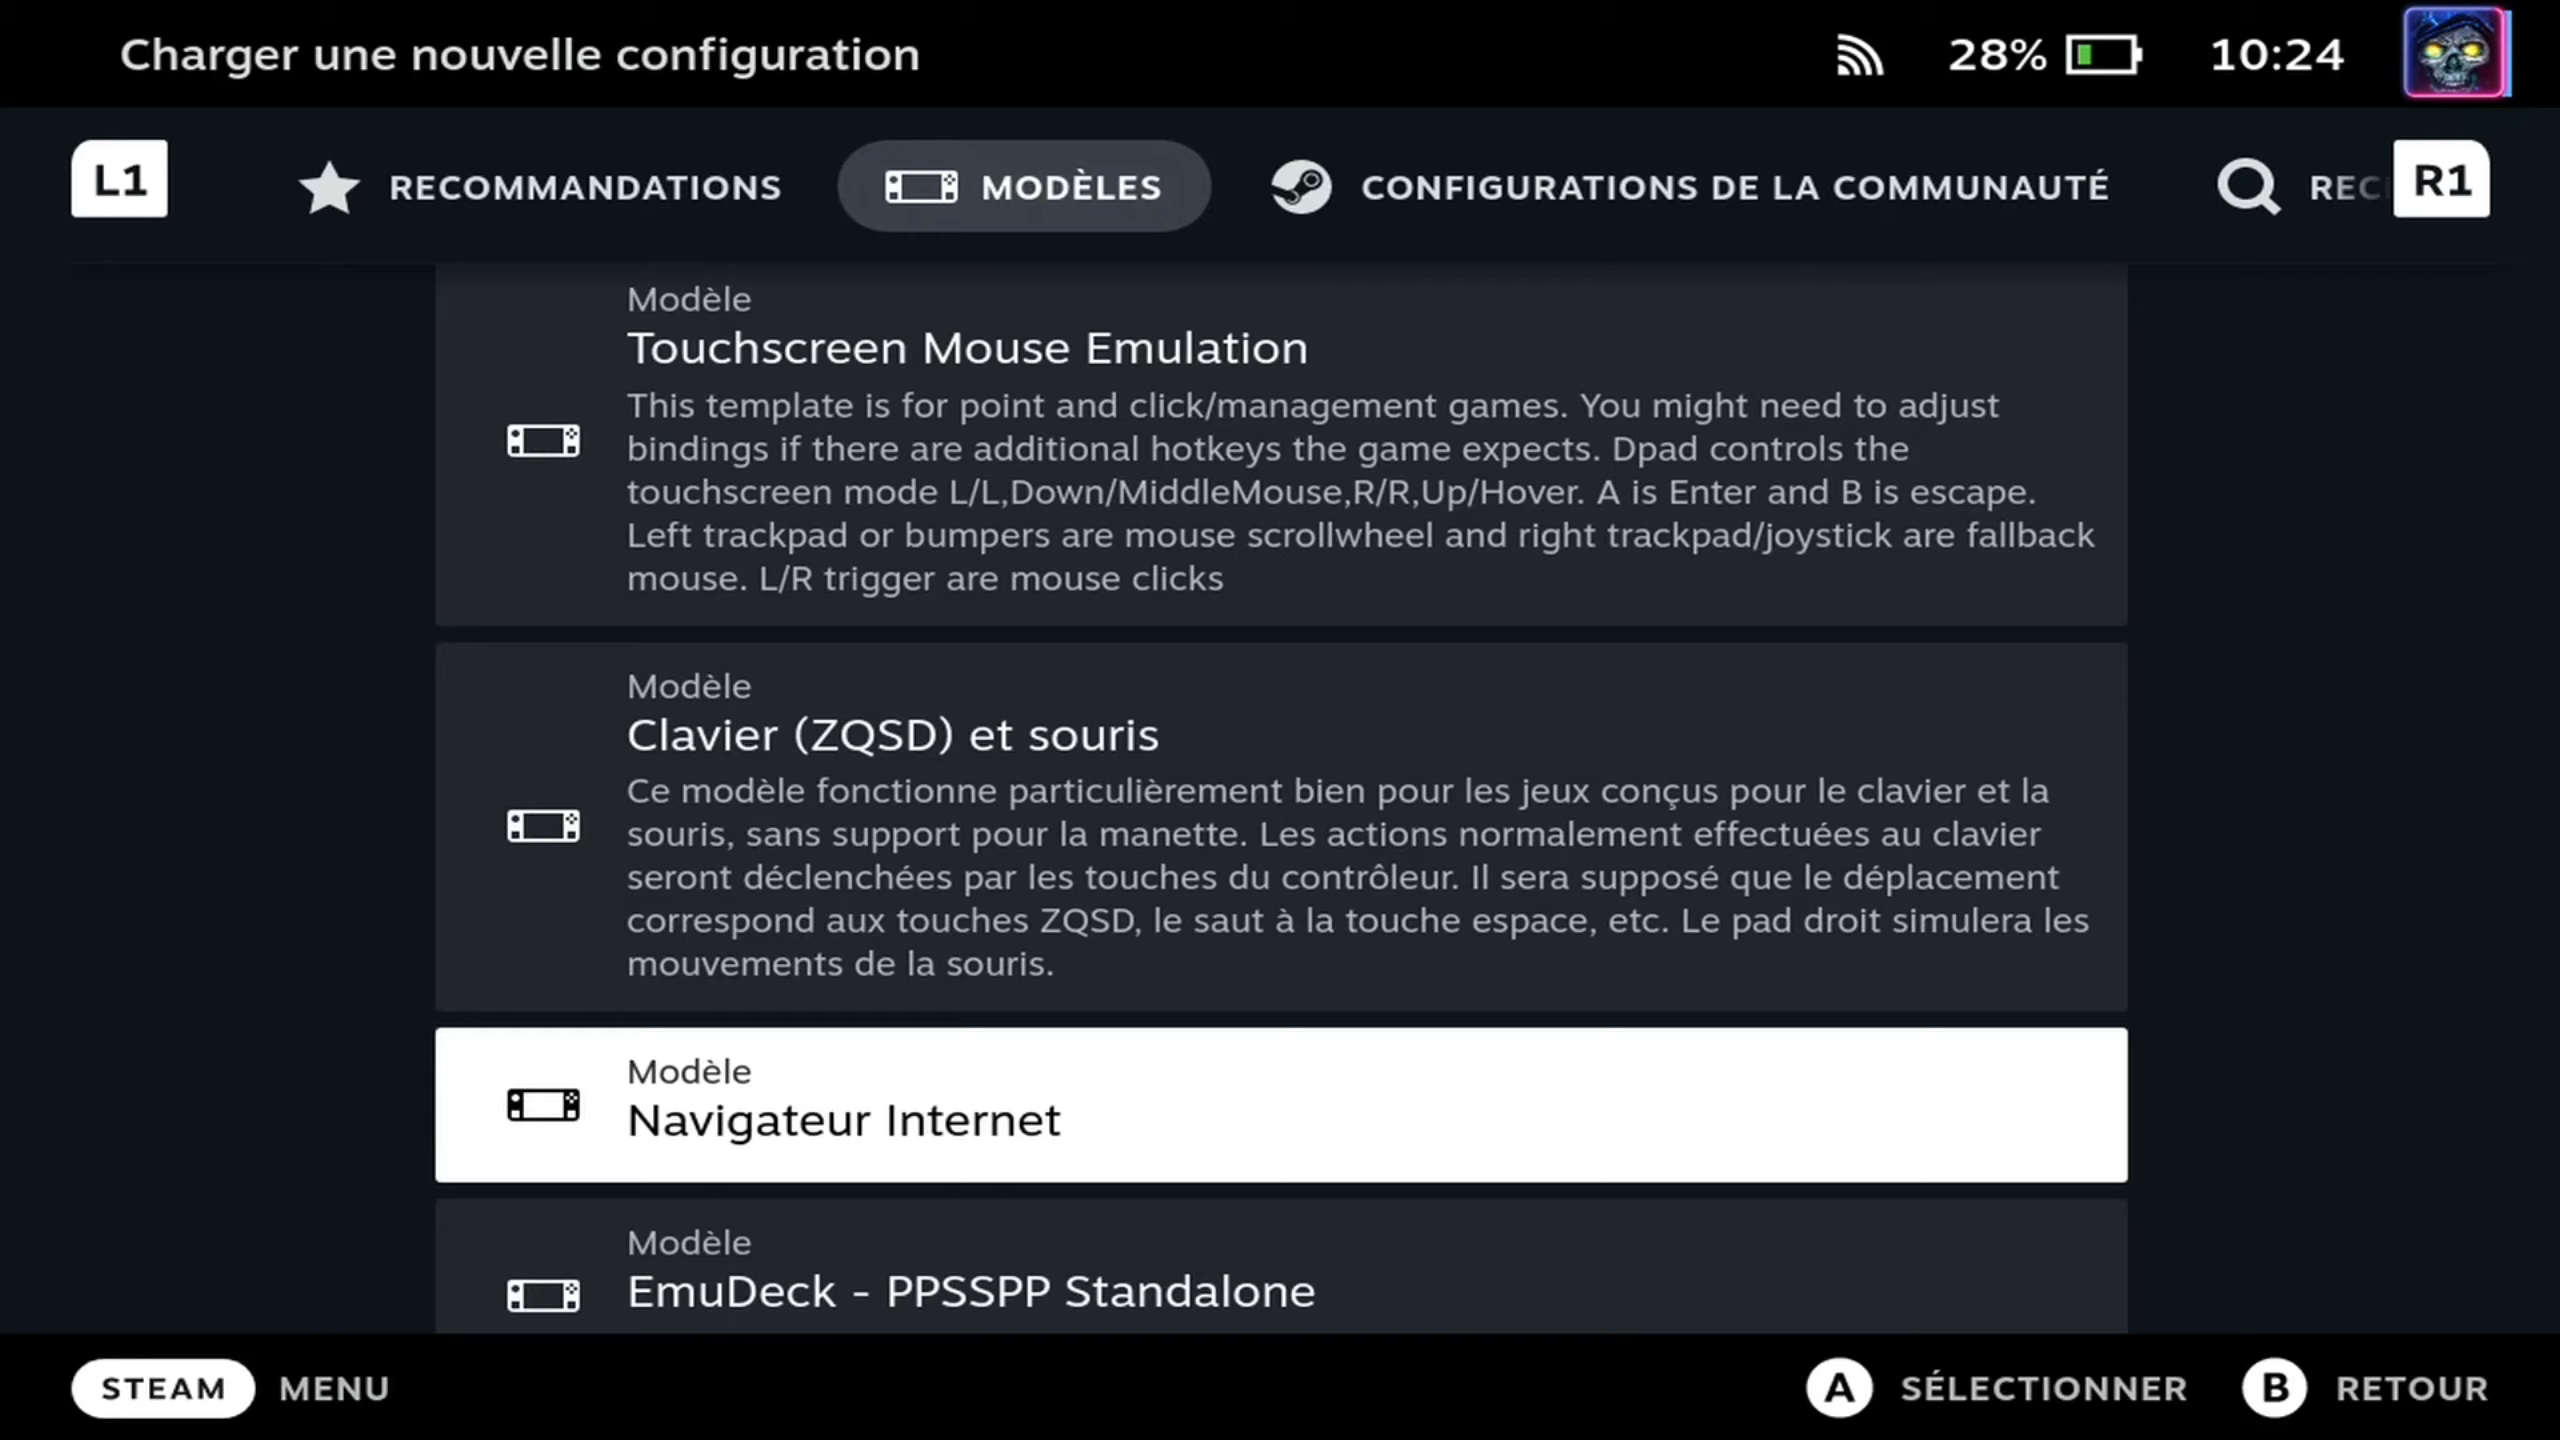 Charger une nouvelle configuration
28%
10:24
L1
RECOMMANDATIONS
MODÈLES
CONFIGURATIONS DE LA COMMUNAUTÉ
R1
Modèle
Touchscreen Mouse Emulation
This template is for point and click/management games. You might need to adjust
bindings if there are additional hotkeys the game expects. Dpad controls the
touchscreen mode L/L,Down/MiddleMouse,R/R,Up/Hover. A is Enter and B is escape.
Left trackpad or bumpers are mouse scrollwheel and right trackpad/joystick are fallback
mouse. L/R trigger are mouse clicks
Modèle
Clavier (ZQSD) et souris
Ce modèle fonctionne particulièrement bien pour les jeux conçus pour le clavier et la
souris, sans support pour la manette. Les actions normalement effectuées au clavier
seront déclenchées par les touches du contrôleur. Il sera supposé que le déplacement
correspond aux touches ZQSD, le saut à la touche espace, etc. Le pad droit simulera les
mouvements de la souris.
Modèle
Navigateur Internet
Modèle
EmuDeck - PPSSPP Standalone
STEAM
MENU
A
SÉLECTIONNER
B
RETOUR